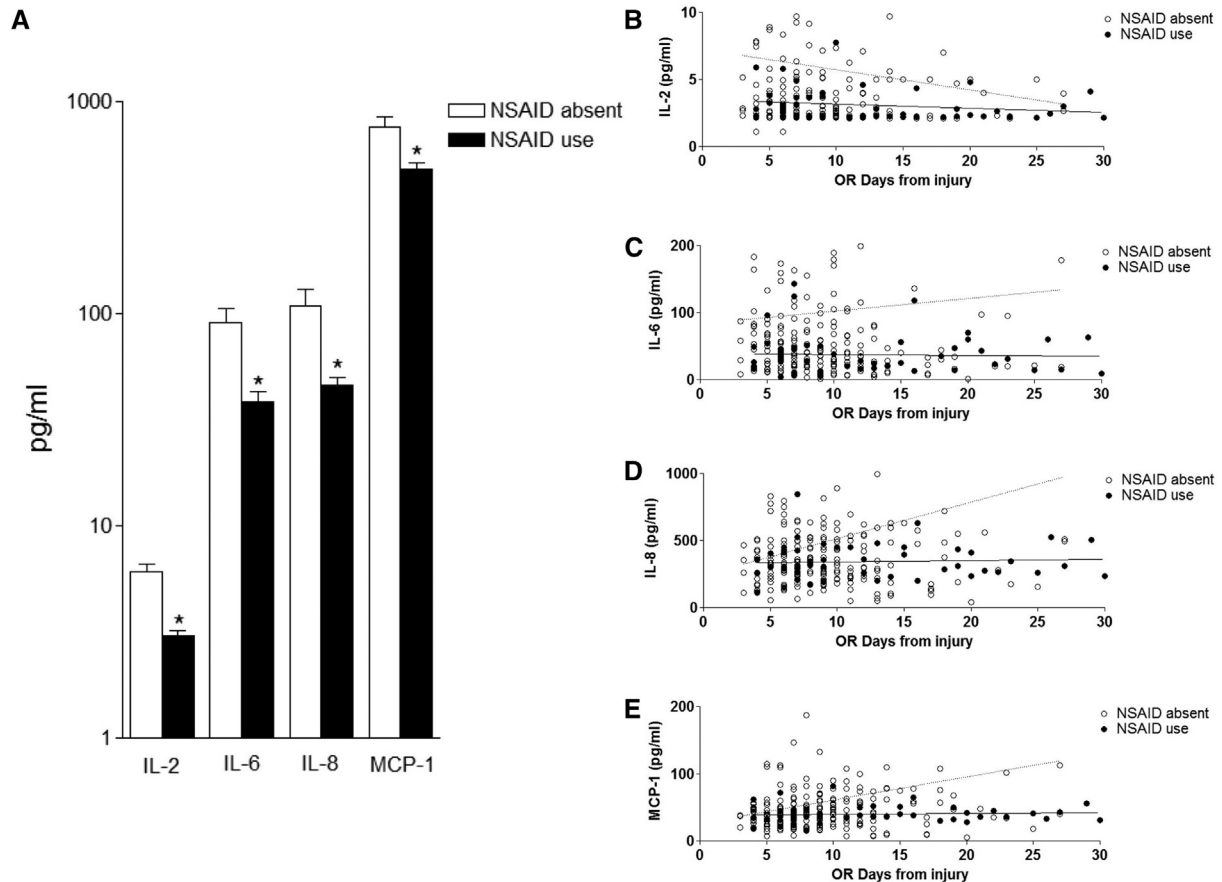 A
pg/ml
1000
100
10
1
NSAID absent
NSAID use
*
*
*
*
IL-2 IL-6 IL-8 MCP-1
B
IL-2 (pg/ml)
10
5
0
0 5 10 15 20 25 30
OR Days from injury
NSAID absent
NSAID use
C
IL-6 (pg/ml)
200
100
0
0 5 10 15 20 25 30
OR Days from injury
NSAID absent
NSAID use
D
IL-8 (pg/ml)
1000
500
0
0 5 10 15 20 25 30
OR Days from injury
NSAID absent
NSAID use
E
MCP-1 (pg/ml)
200
100
0
0 5 10 15 20 25 30
OR Days from injury
NSAID absent
NSAID use